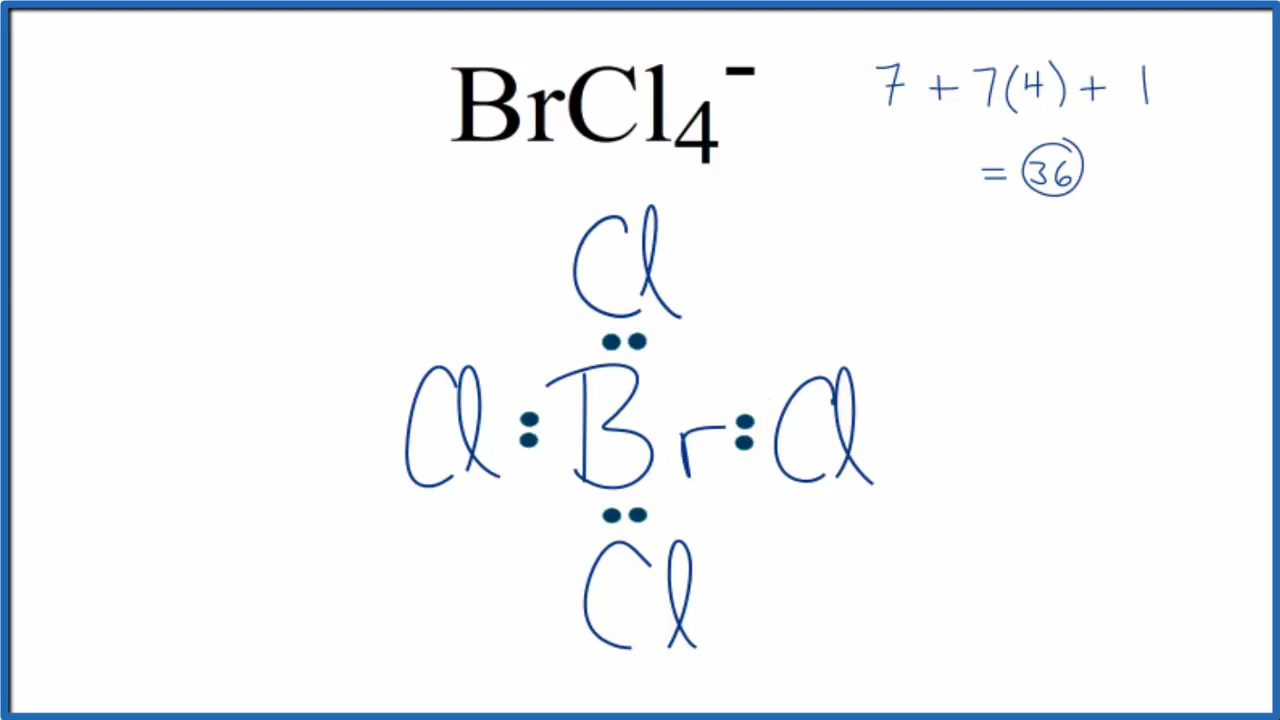 BrCl₄⁻
7 + 7(4) + 1
= 36
Cl
Cl : Br : Cl
Cl